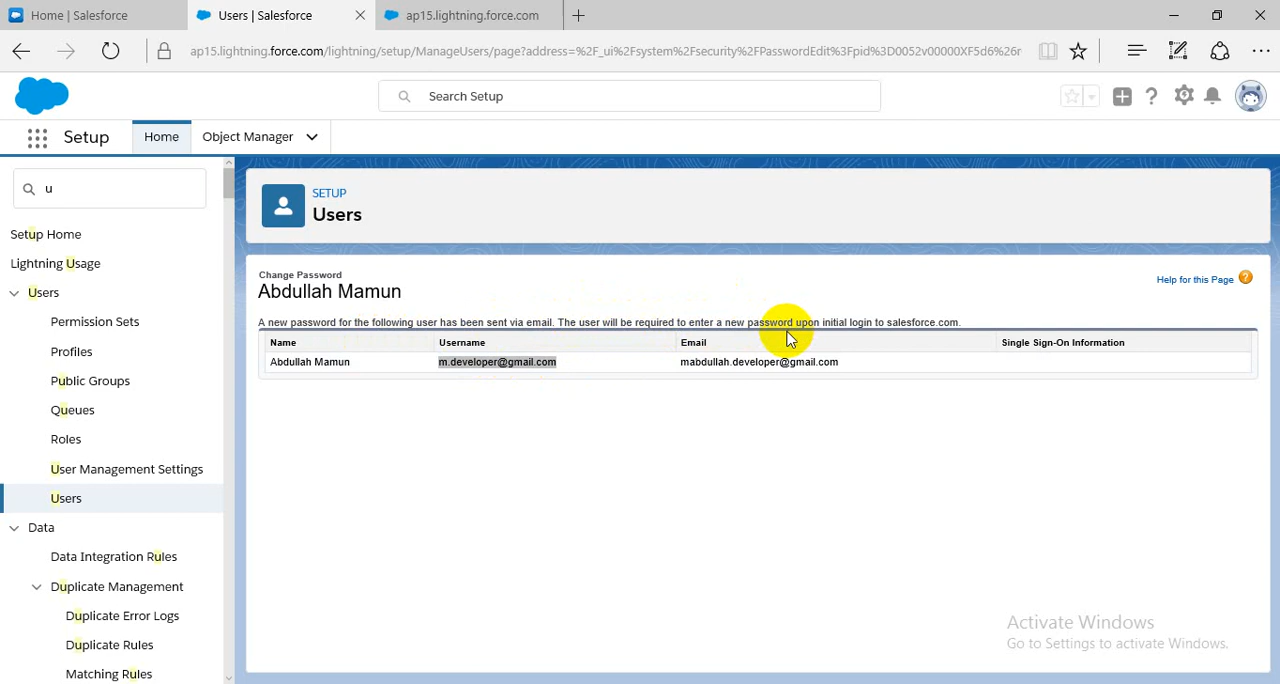 Home | Salesforce
Users | Salesforce
ap15.lightning.force.com
ap15.lightning.force.com/lightning/setup/ManageUsers/page?address=%2F_ui%2Fsystem%2Fsecurity%2FPasswordEdit%3Fpid%3D0052v00000XF5d6%26r
Search Setup
Setup
Home
Object Manager
u
Setup Home
Lightning Usage
Users
Permission Sets
Profiles
Public Groups
Queues
Roles
User Management Settings
Users
Data
Data Integration Rules
Duplicate Management
Duplicate Error Logs
Duplicate Rules
Matching Rules
SETUP
Users
Change Password
Abdullah Mamun
Help for this Page
A new password for the following user has been sent via email. The user will be required to enter a new password upon initial login to salesforce.com.
Name Username Email Single Sign-On Information
Abdullah Mamun m.developer@gmail.com mabdullah.developer@gmail.com
Activate Windows
Go to Settings to activate Windows.